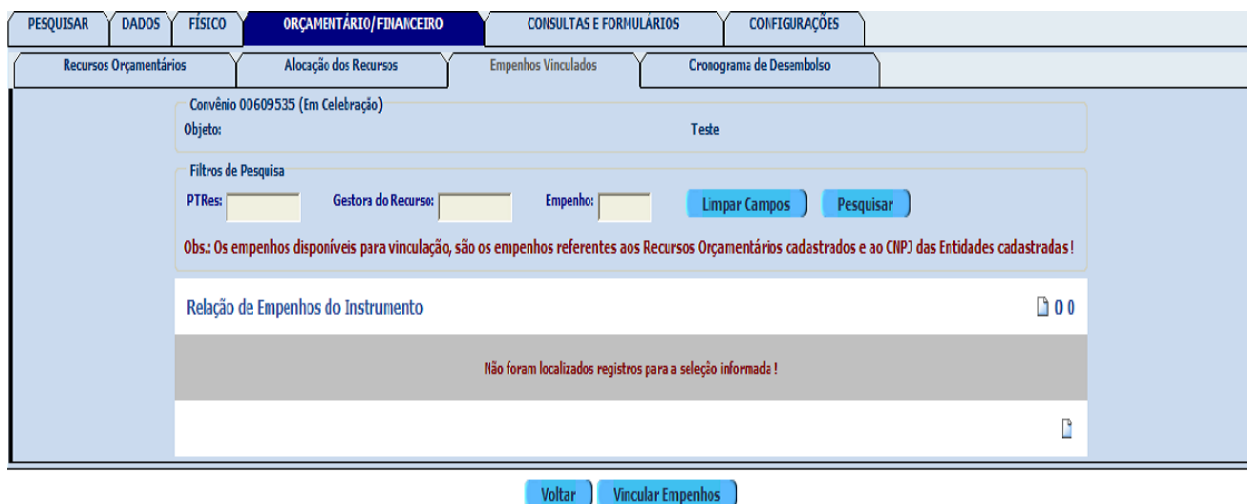 PESQUISAR DADOS FÍSICO ORÇAMENTÁRIO/FINANCEIRO CONSULTAS E FORMULÁRIOS CONFIGURAÇÕES
Recursos Orçamentários Alocação dos Recursos Empenhos Vinculados Cronograma de Desembolso
Convênio 00609535 (Em Celebração)
Objeto: Teste
Filtros de Pesquisa
PTRes: Gestora do Recurso: Empenho: Limpar Campos Pesquisar
Obs.: Os empenhos disponíveis para vinculação, são os empenhos referentes aos Recursos Orçamentários cadastrados e ao CNPJ das Entidades cadastradas !
Relação de Empenhos do Instrumento 0 0
Não foram localizados registros para a seleção informada !
Voltar Vincular Empenhos